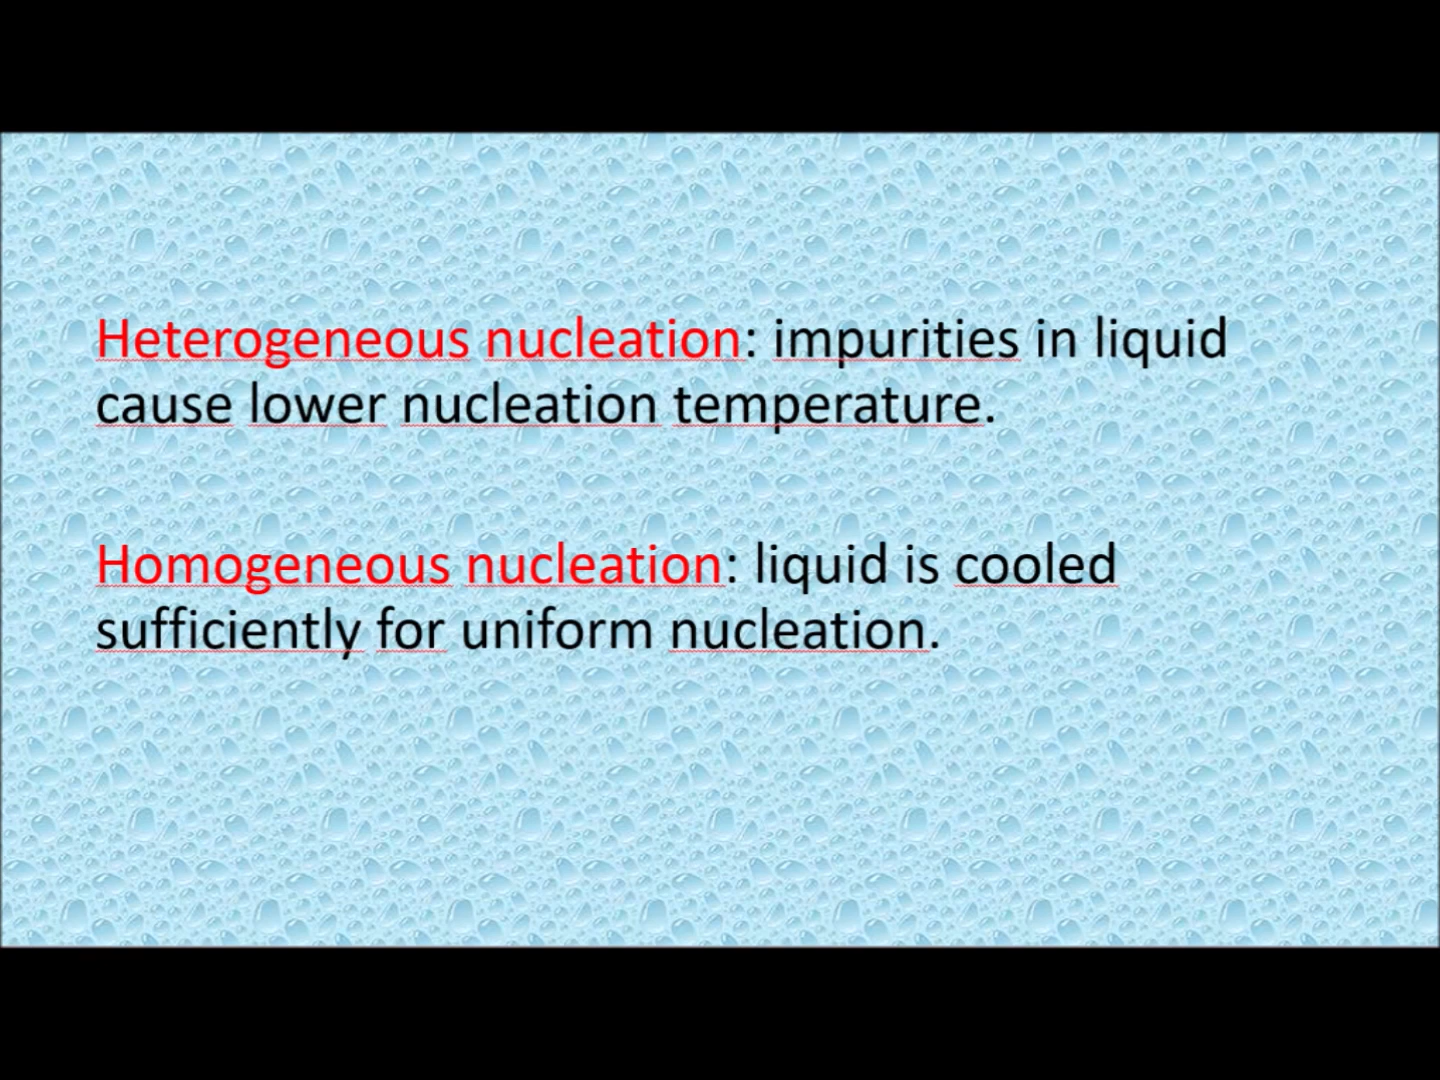 Heterogeneous nucleation: impurities in liquid
cause lower nucleation temperature.
Homogeneous nucleation: liquid is cooled
sufficiently for uniform nucleation.